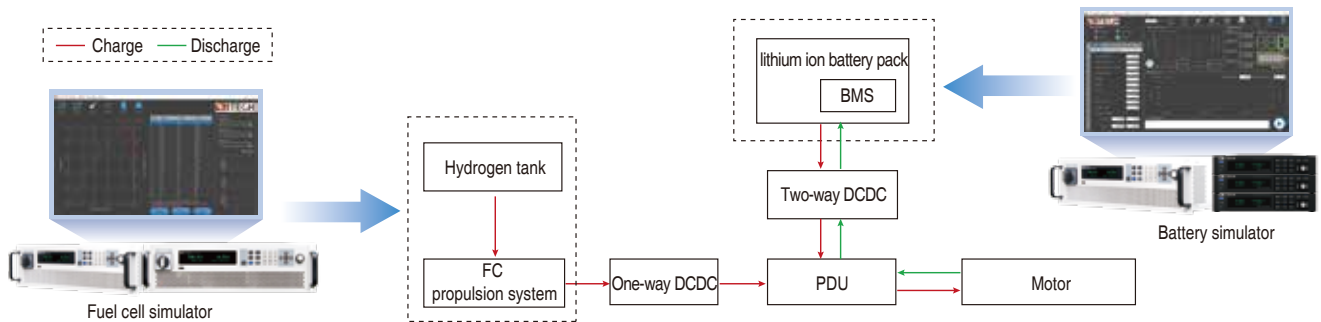 Charge
Discharge
lithium ion battery pack
BMS
Hydrogen tank
Two-way DCDC
Battery simulator
FC
propulsion system
One-way DCDC
PDU
Motor
Fuel cell simulator